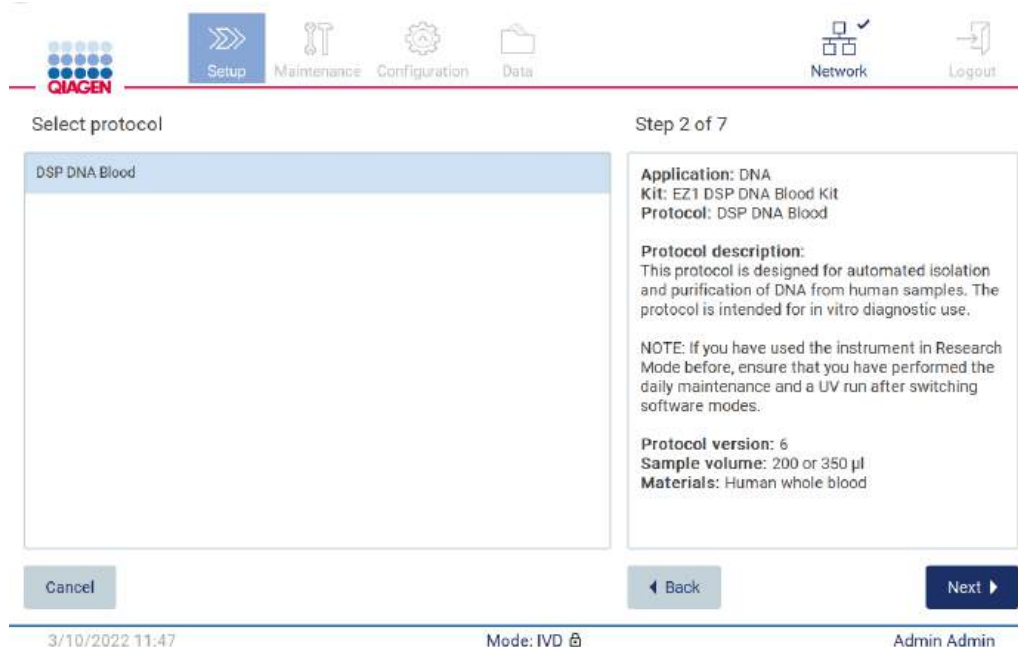 QIAGEN
Setup
Maintenance
Configuration
Data
Network
Logout
Select protocol
Step 2 of 7
DSP DNA Blood
Application: DNA
Kit: EZ1 DSP DNA Blood Kit
Protocol: DSP DNA Blood
Protocol description:
This protocol is designed for automated isolation
and purification of DNA from human samples. The
protocol is intended for in vitro diagnostic use.
NOTE: If you have used the instrument in Research
Mode before, ensure that you have performed the
daily maintenance and a UV run after switching
software modes.
Protocol version: 6
Sample volume: 200 or 350 µl
Materials: Human whole blood
Cancel
Back
Next
3/10/2022 11:47
Mode: IVD
Admin Admin